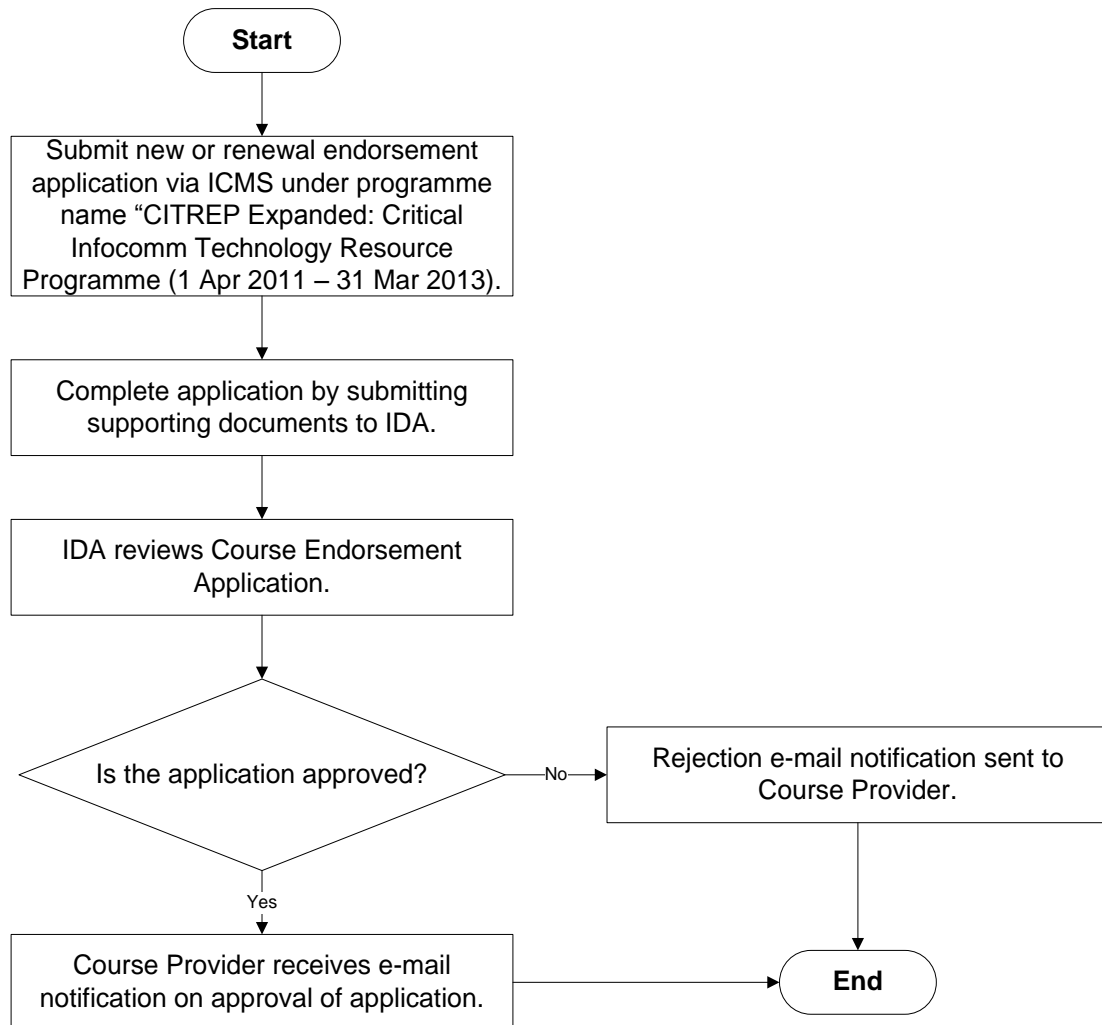 Start
Submit new or renewal endorsement
application via ICMS under programme
name “CITREP Expanded: Critical
Infocomm Technology Resource
Programme (1 Apr 2011 – 31 Mar 2013).
Complete application by submitting
supporting documents to IDA.
IDA reviews Course Endorsement
Application.
Is the application approved?
No
Rejection e-mail notification sent to
Course Provider.
Yes
Course Provider receives e-mail
notification on approval of application.
End